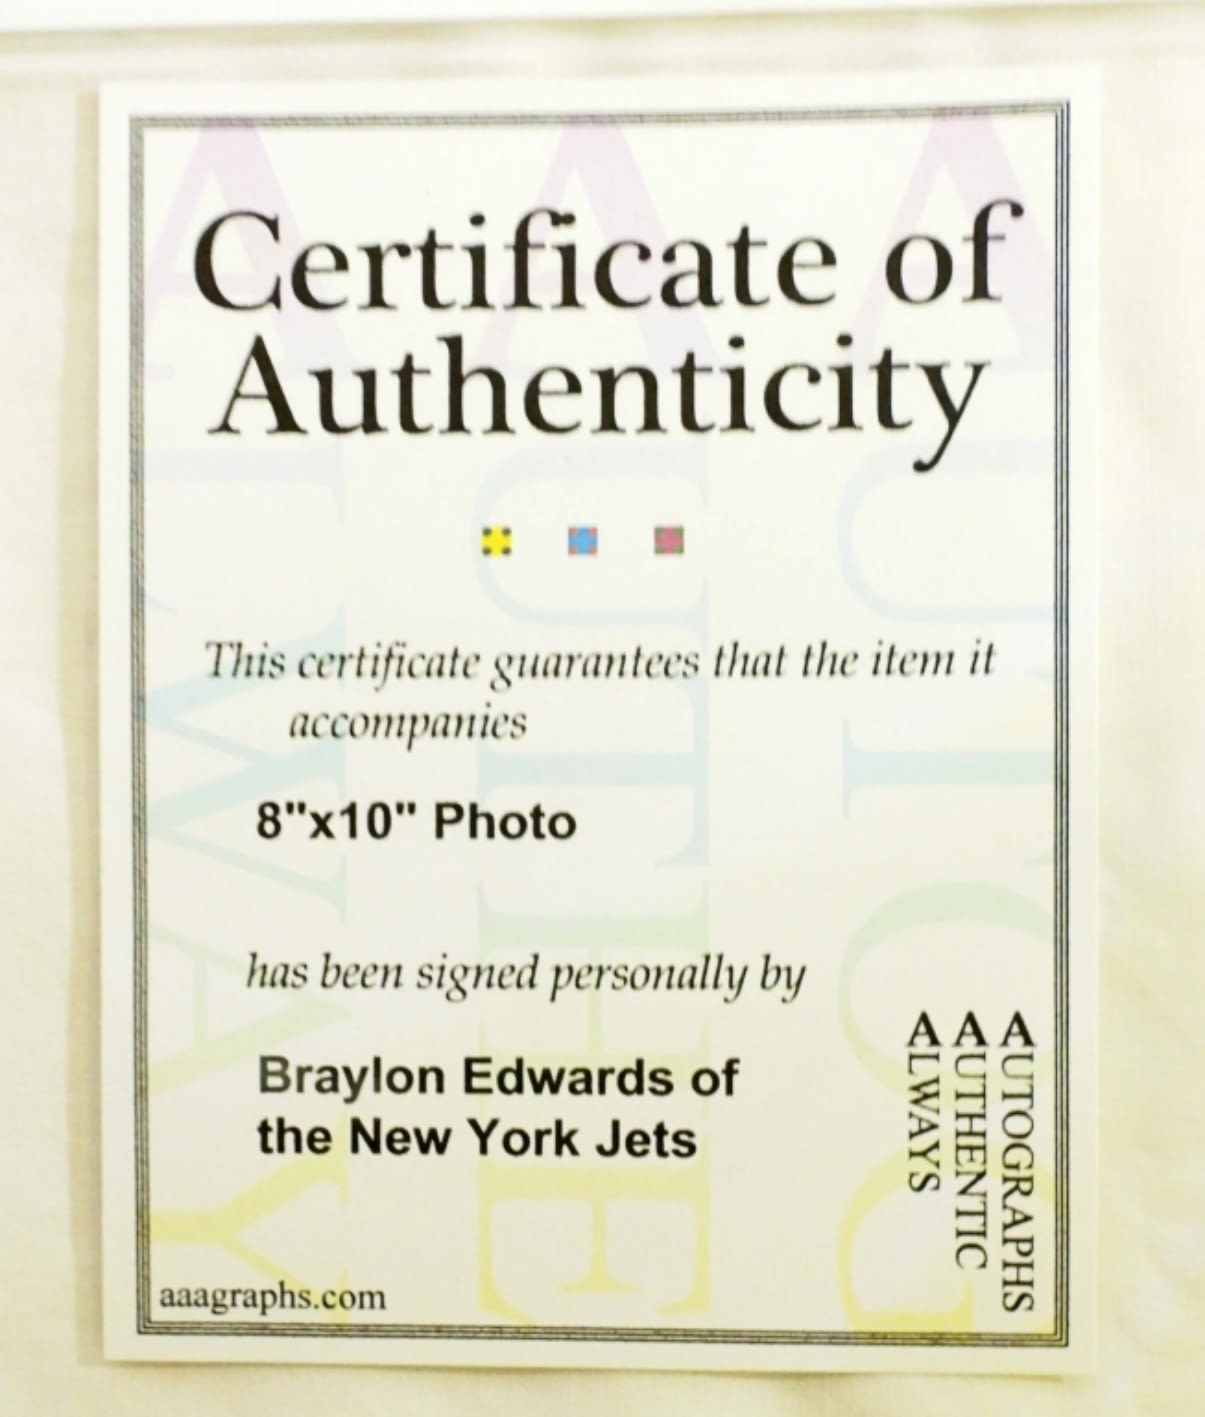 Certificate of
Authenticity
This certificate guarantees that the item it
accompanies
8"x10" Photo
has been signed personally by
Braylon Edwards of
the New York Jets
AUTOGRAPHS
AUTHENTIC
ALWAYS
aaagraphs.com